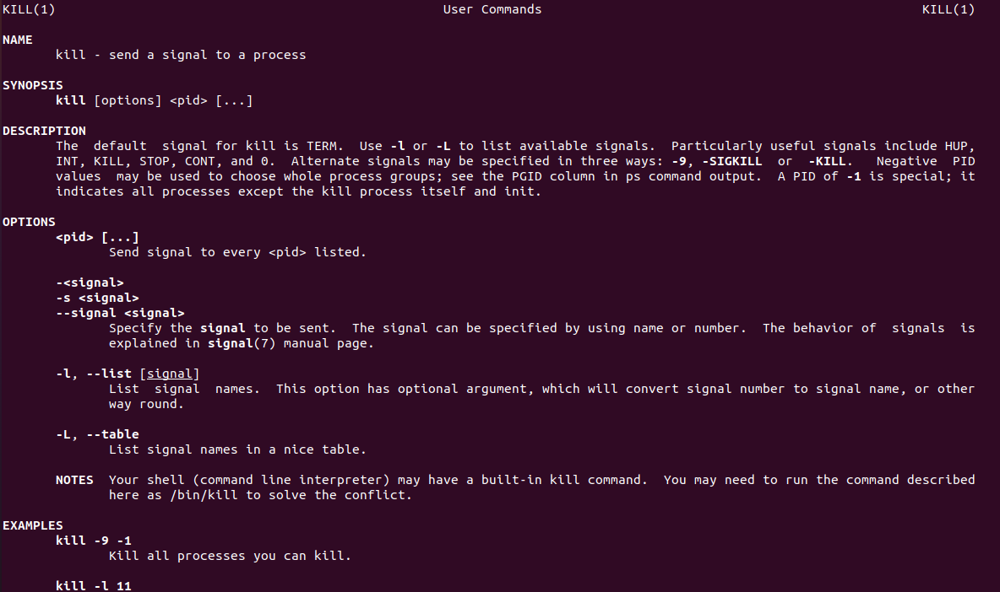 KILL(1) User Commands KILL(1)
NAME
kill - send a signal to a process
SYNOPSIS
kill [options] <pid> [...]
DESCRIPTION
The default signal for kill is TERM. Use -l or -L to list available signals. Particularly useful signals include HUP,
INT, KILL, STOP, CONT, and 0. Alternate signals may be specified in three ways: -9, -SIGKILL or -KILL. Negative PID
values may be used to choose whole process groups; see the PGID column in ps command output. A PID of -1 is special; it
indicates all processes except the kill process itself and init.
OPTIONS
<pid> [...]
Send signal to every <pid> listed.
-<signal>
-s <signal>
--signal <signal>
Specify the signal to be sent. The signal can be specified by using name or number. The behavior of signals is
explained in signal(7) manual page.
-l, --list [signal]
List signal names. This option has optional argument, which will convert signal number to signal name, or other
way round.
-L, --table
List signal names in a nice table.
NOTES Your shell (command line interpreter) may have a built-in kill command. You may need to run the command described
here as /bin/kill to solve the conflict.
EXAMPLES
kill -9 -1
Kill all processes you can kill.
kill -l 11